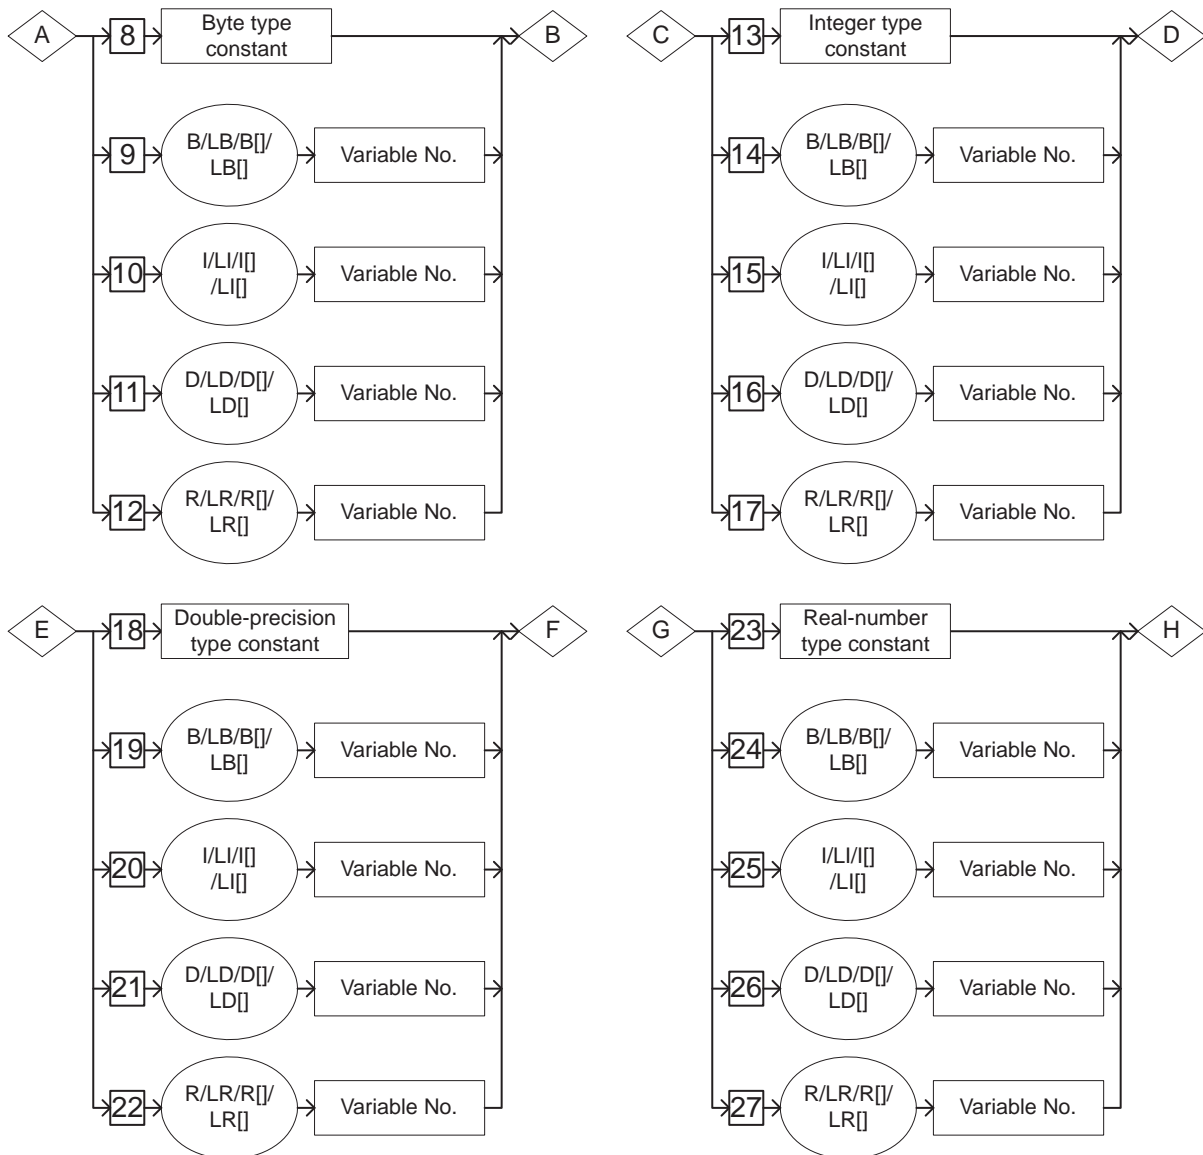 A
8
Byte type
constant
B
9
B/LB/B[]/
LB[]
Variable No.
10
I/LI/I[]
/LI[]
Variable No.
11
D/LD/D[]/
LD[]
Variable No.
12
R/LR/R[]/
LR[]
Variable No.
C
13
Integer type
constant
D
14
B/LB/B[]/
LB[]
Variable No.
15
I/LI/I[]
/LI[]
Variable No.
16
D/LD/D[]/
LD[]
Variable No.
17
R/LR/R[]/
LR[]
Variable No.
E
18
Double-precision
type constant
F
19
B/LB/B[]/
LB[]
Variable No.
20
I/LI/I[]
/LI[]
Variable No.
21
D/LD/D[]/
LD[]
Variable No.
22
R/LR/R[]/
LR[]
Variable No.
G
23
Real-number
type constant
H
24
B/LB/B[]/
LB[]
Variable No.
25
I/LI/I[]
/LI[]
Variable No.
26
D/LD/D[]/
LD[]
Variable No.
27
R/LR/R[]/
LR[]
Variable No.